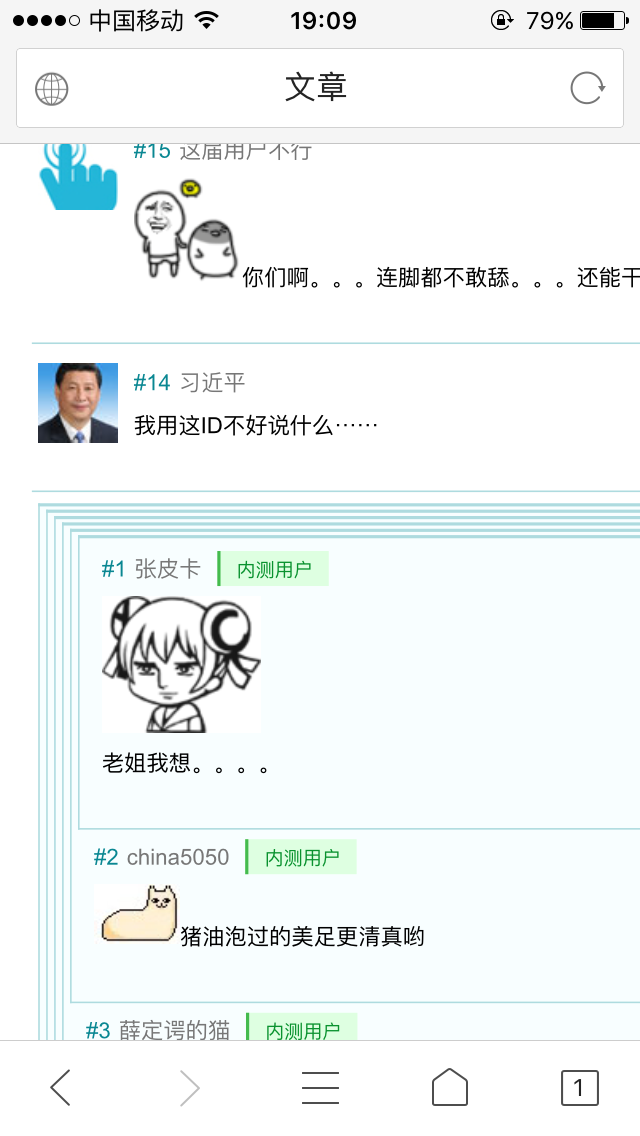 中国移动 19:09 79%
文章
#15 这届用户不行
你们啊。。。连脚都不敢舔。。。还能干
#14 习近平
我用这ID不好说什么……
#1 张皮卡 内测用户
老姐我想。。。。
#2 china5050 内测用户
猪油泡过的美足更清真哟
#3 薛定谔的猫 内测用户
1